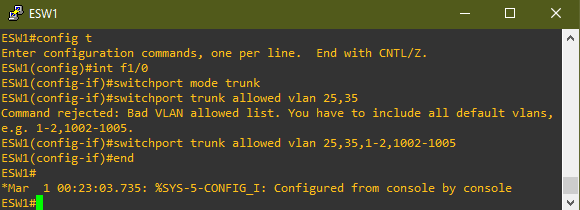 ESW1
ESW1#config t
Enter configuration commands, one per line.  End with CNTL/Z.
ESW1(config)#int f1/0
ESW1(config-if)#switchport mode trunk
ESW1(config-if)#switchport trunk allowed vlan 25,35
Command rejected: Bad VLAN allowed list. You have to include all default vlans,
e.g. 1-2,1002-1005.
ESW1(config-if)#switchport trunk allowed vlan 25,35,1-2,1002-1005
ESW1(config-if)#end
ESW1#
*Mar  1 00:23:03.735: %SYS-5-CONFIG_I: Configured from console by console
ESW1#